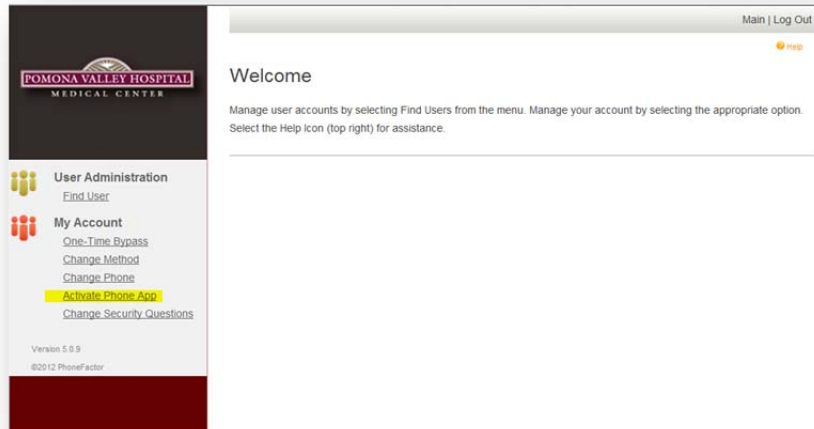 Main | Log Out
Help
POMONA VALLEY HOSPITAL
MEDICAL CENTER
Welcome
Manage user accounts by selecting Find Users from the menu. Manage your account by selecting the appropriate option.
Select the Help Icon (top right) for assistance.
User Administration
Find User
My Account
One-Time Bypass
Change Method
Change Phone
Activate Phone App
Change Security Questions
Version 5.0.9
©2012 PhoneFactor